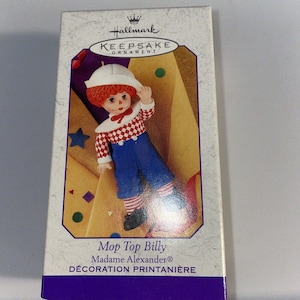 Hallmark
KEEPSAKE
ORNAMENT
Mop Top Billy
Madame Alexander®
DÉCORATION PRINTANIÈRE